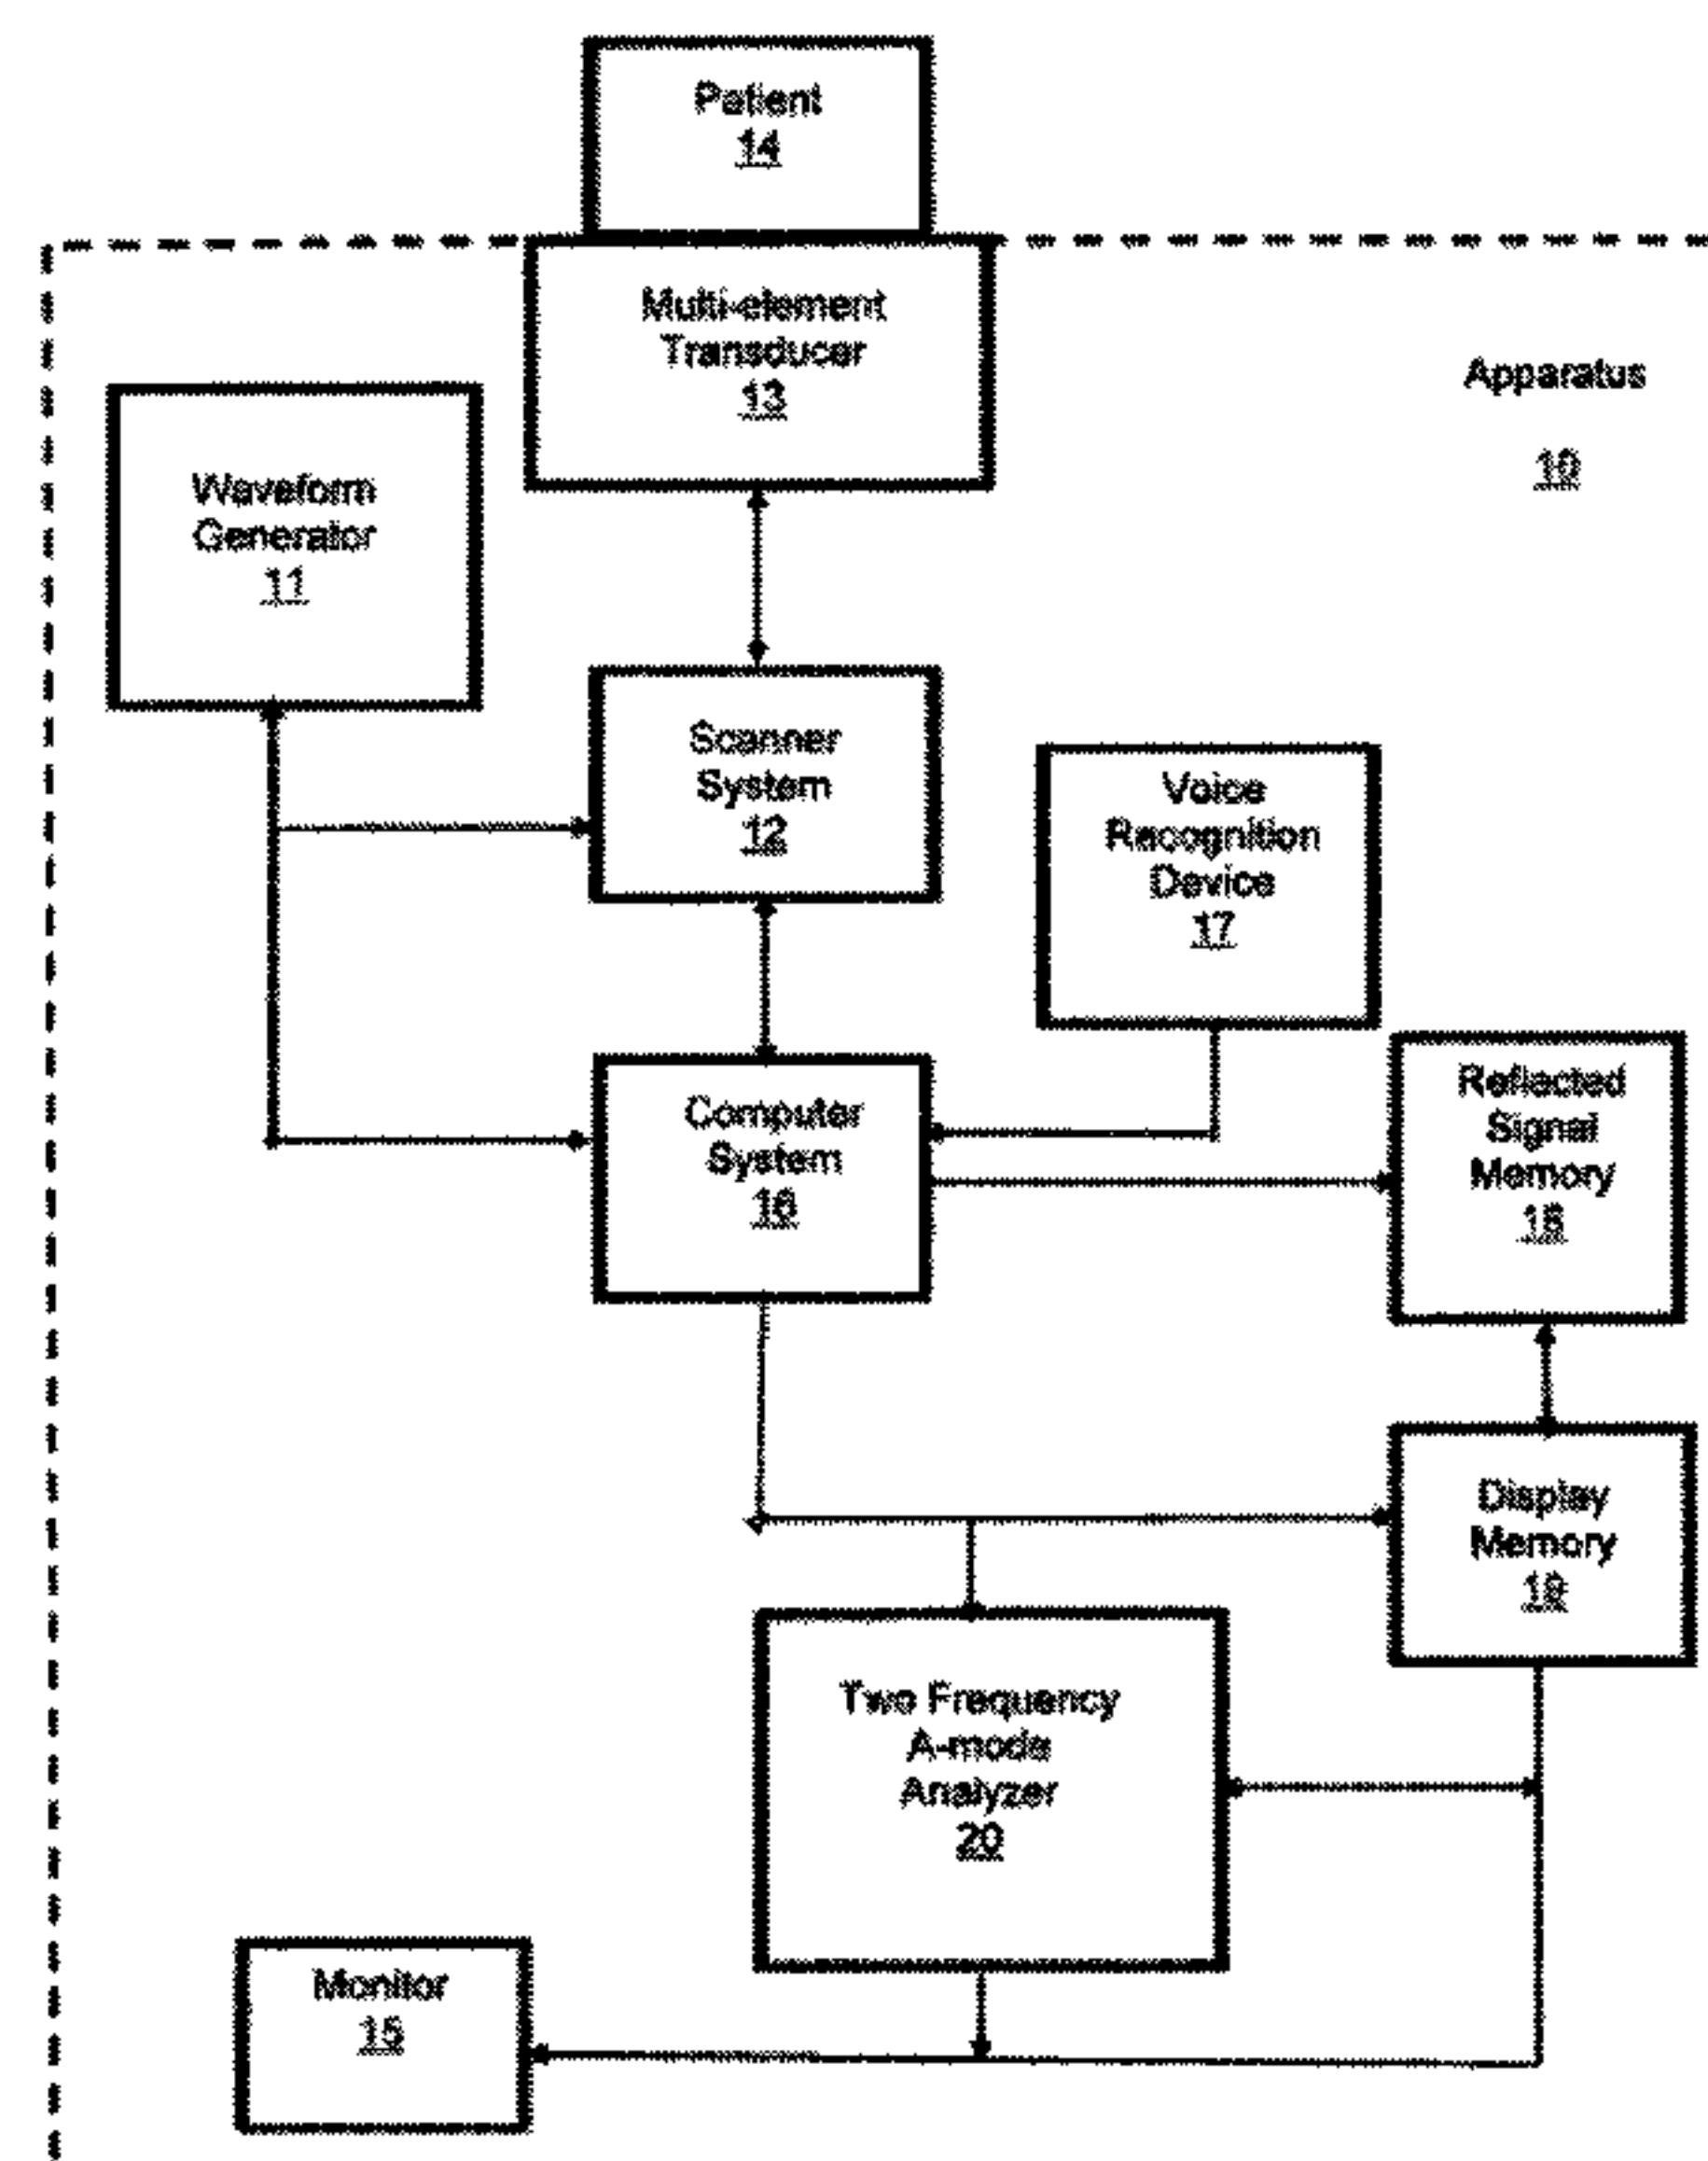 Patient
14
Multi-element
Transducer
13
Apparatus
10
Waveform
Generator
11
Scanner
System
12
Voice
Recognition
Device
17
Computer
System
16
Reflected
Signal
Memory
18
Display
Memory
19
Two Frequency
A-mode
Analyzer
20
Monitor
15